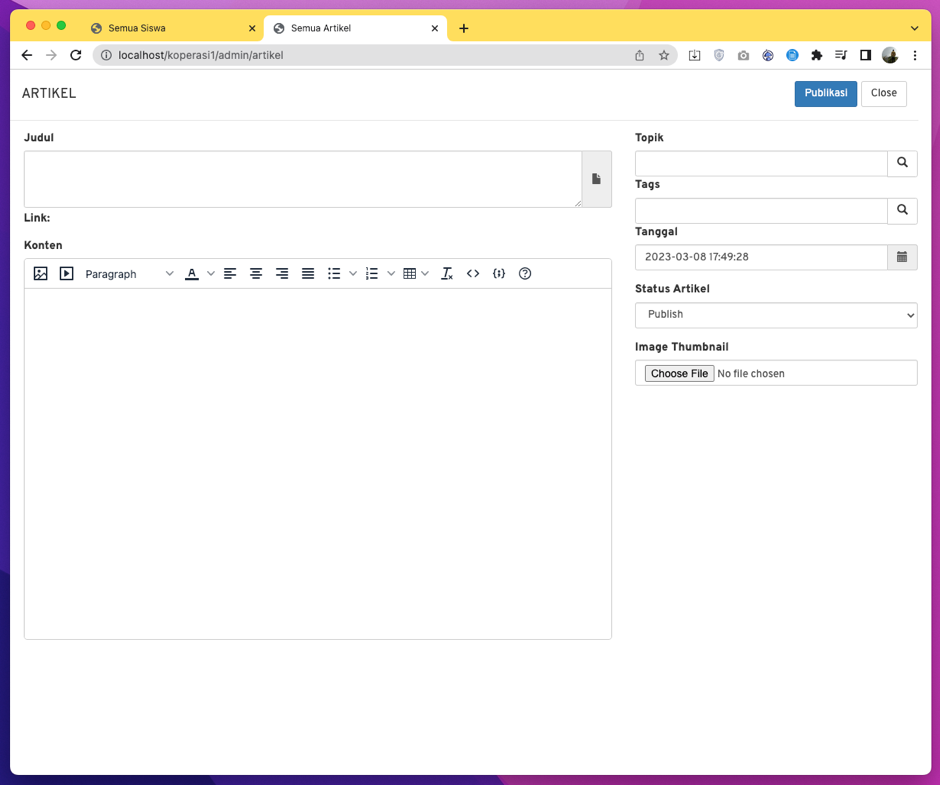 Semua Siswa
Semua Artikel
localhost/koperasi1/admin/artikel
ARTIKEL
Publikasi
Close
Judul
Link:
Konten
Paragraph
Topik
Tags
Tanggal
2023-03-08 17:49:28
Status Artikel
Publish
Image Thumbnail
Choose File No file chosen